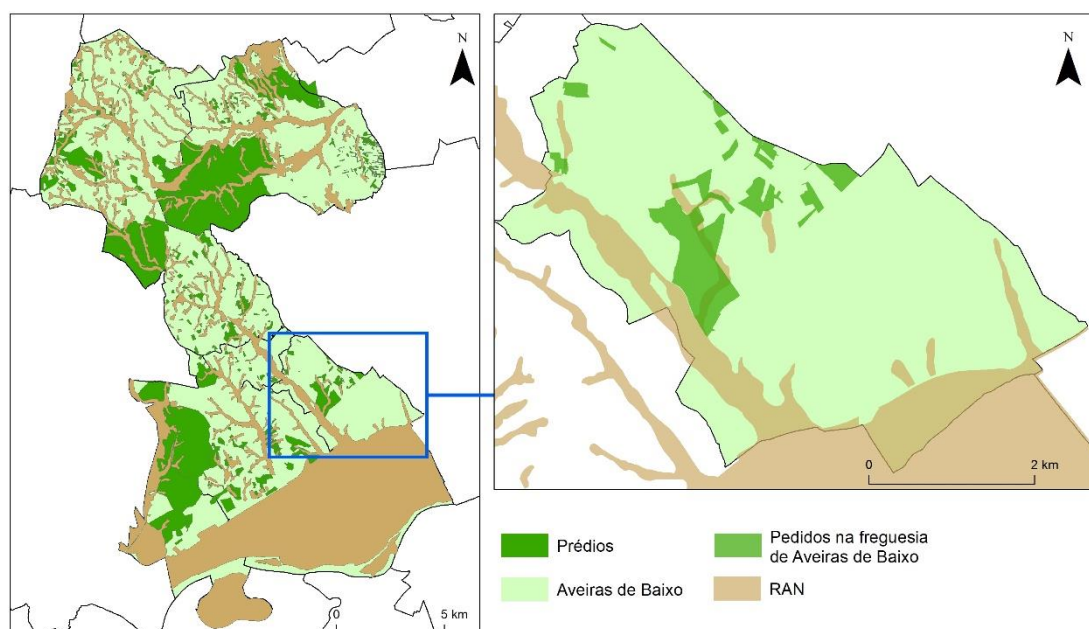 N
N
0
5 km
0
2 km
Prédios
Aveiras de Baixo
Pedidos na freguesia
de Aveiras de Baixo
RAN